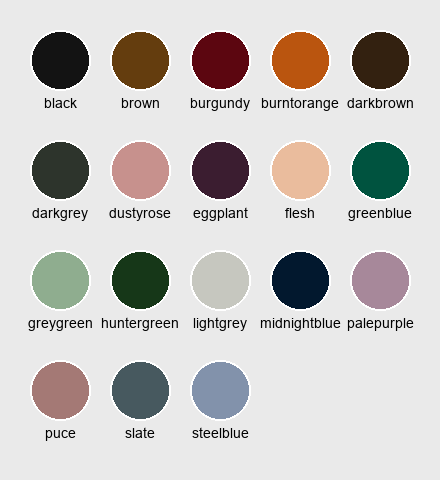 black brown burgundy burntorange darkbrown
darkgrey dustyrose eggplant flesh greenblue
greygreen huntergreen lightgrey midnightblue palepurple
puce slate steelblue